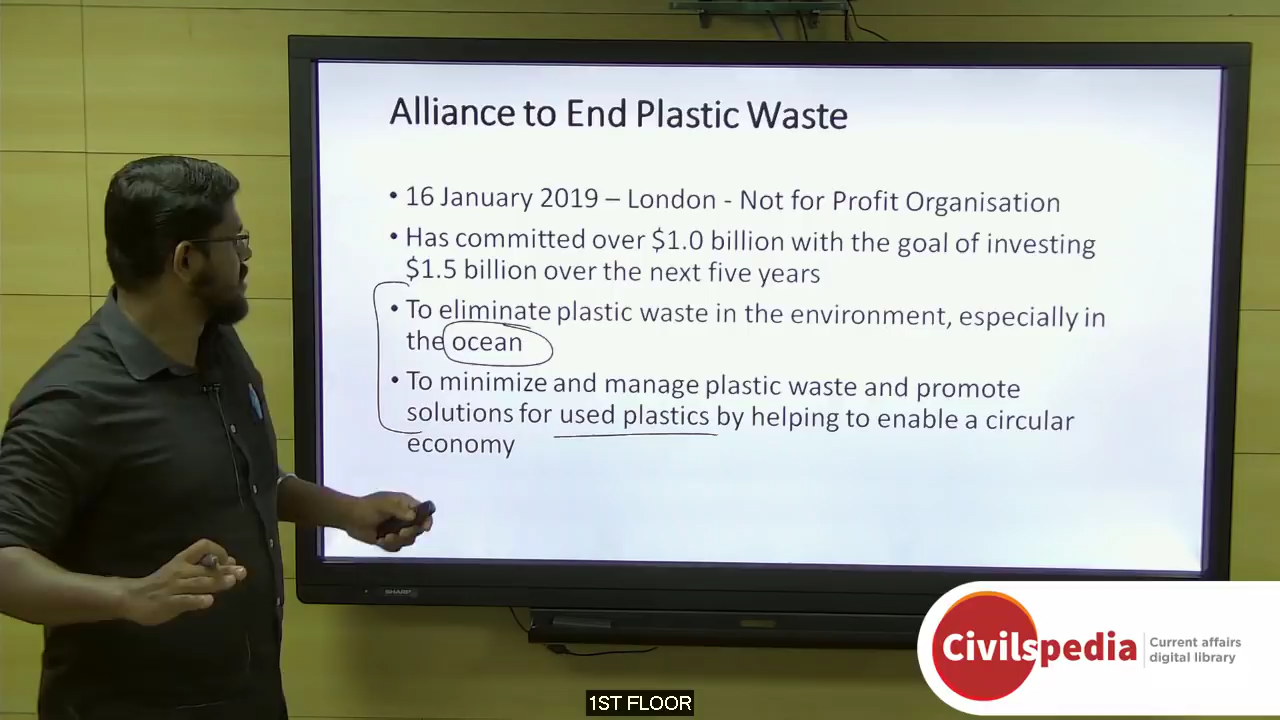 Alliance to End Plastic Waste
• 16 January 2019 – London - Not for Profit Organisation
• Has committed over $1.0 billion with the goal of investing
$1.5 billion over the next five years
• To eliminate plastic waste in the environment, especially in
the ocean
• To minimize and manage plastic waste and promote
solutions for used plastics by helping to enable a circular
economy
SHARP
Civilspedia
Current affairs
digital library
1ST FLOOR